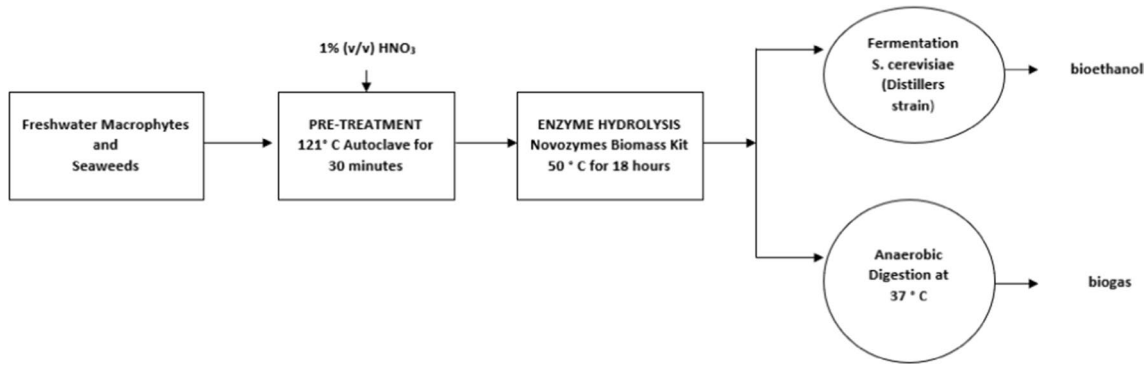 1% (v/v) HNO₃
Freshwater Macrophytes
and
Seaweeds
PRE-TREATMENT
121° C Autoclave for
30 minutes
ENZYME HYDROLYSIS
Novozymes Biomass Kit
50 ° C for 18 hours
Fermentation
S. cerevisiae
(Distillers
strain)
bioethanol
Anaerobic
Digestion at
37 ° C
biogas